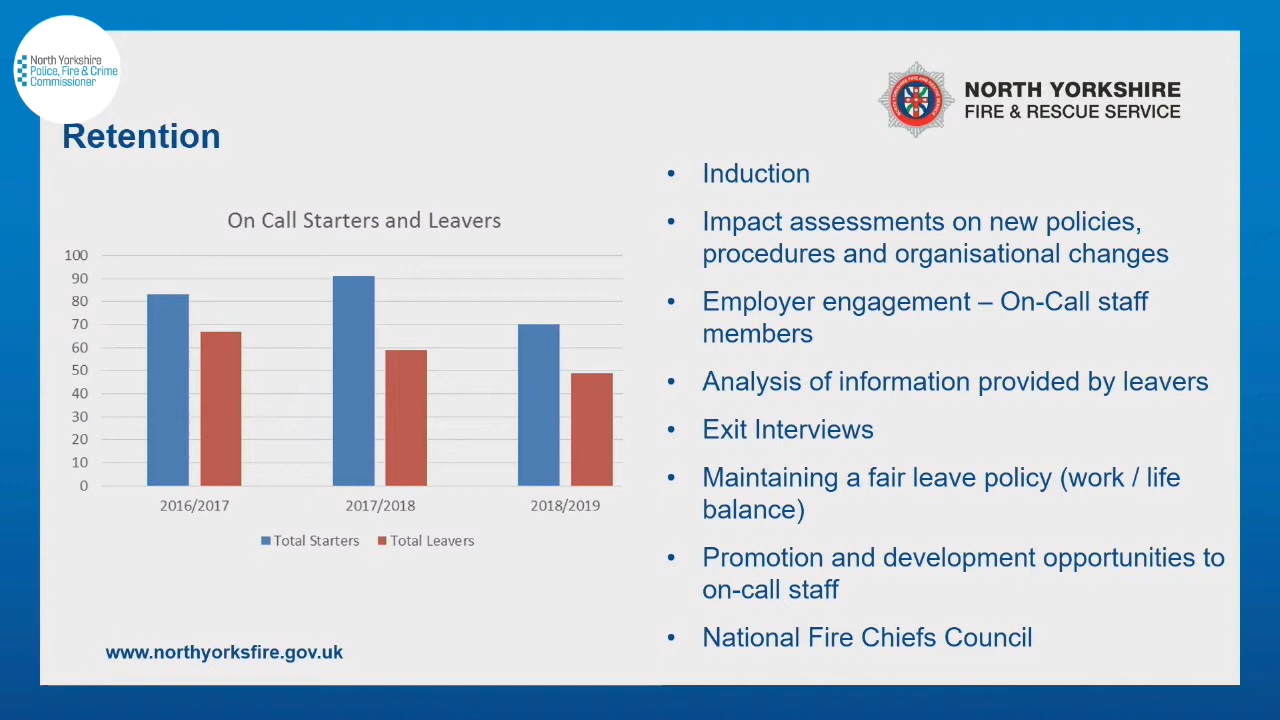 North Yorkshire
Police, Fire & Crime
Commissioner
NORTH YORKSHIRE
FIRE & RESCUE SERVICE
Retention
On Call Starters and Leavers
100
90
80
70
60
50
40
30
20
10
0
2016/2017 2017/2018 2018/2019
Total Starters Total Leavers
www.northyorksfire.gov.uk
• Induction
• Impact assessments on new policies,
procedures and organisational changes
• Employer engagement – On-Call staff
members
• Analysis of information provided by leavers
• Exit Interviews
• Maintaining a fair leave policy (work / life
balance)
• Promotion and development opportunities to
on-call staff
• National Fire Chiefs Council